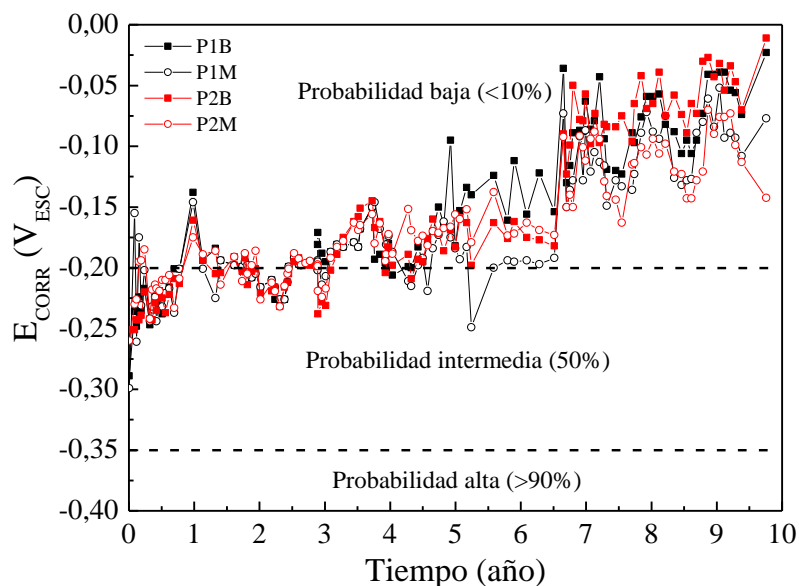 0,00
-0,05
-0,10
-0,15
-0,20
-0,25
-0,30
-0,35
-0,40
E_CORR (V_ESC)
P1B
P1M
P2B
P2M
Probabilidad baja (<10%)
Probabilidad intermedia (50%)
Probabilidad alta (>90%)
0 1 2 3 4 5 6 7 8 9 10
Tiempo (año)